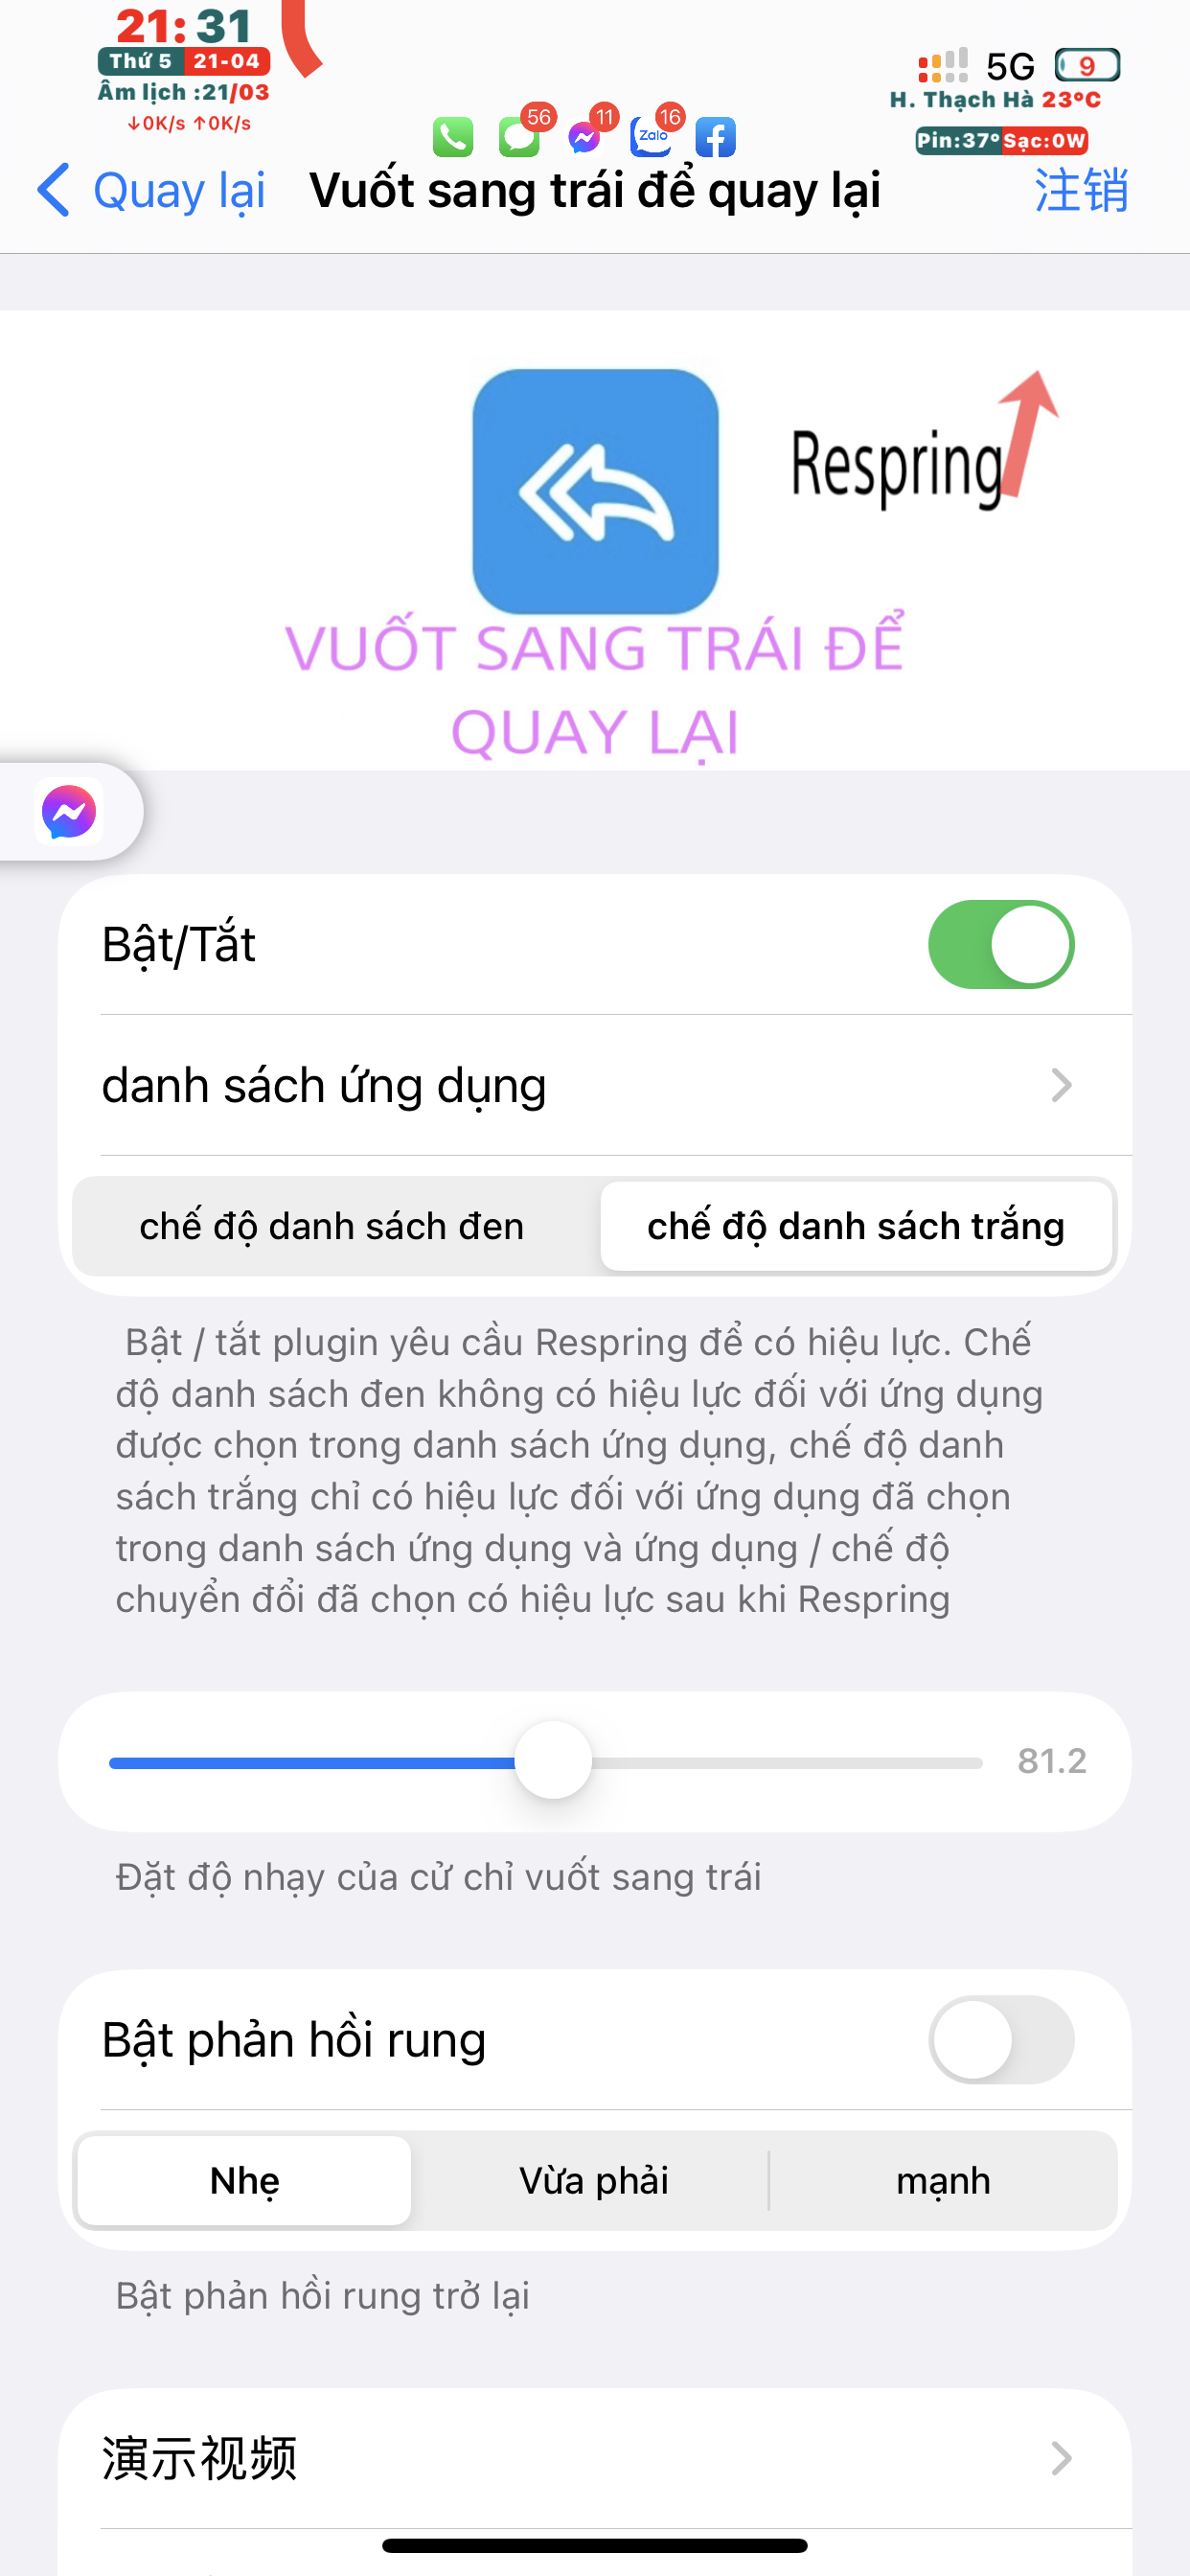 21:31
Thứ 5 21-04
Âm lịch :21/03
↓0K/s ↑0K/s
5G 9
H. Thạch Hà 23°C
Pin:37° Sạc:0W
56 11 16
Zalo
Quay lại Vuốt sang trái để quay lại 注销
Respring
VUỐT SANG TRÁI ĐỂ
QUAY LẠI
Bật/Tắt
danh sách ứng dụng
chế độ danh sách đen chế độ danh sách trắng
Bật / tắt plugin yêu cầu Respring để có hiệu lực. Chế
độ danh sách đen không có hiệu lực đối với ứng dụng
được chọn trong danh sách ứng dụng, chế độ danh
sách trắng chỉ có hiệu lực đối với ứng dụng đã chọn
trong danh sách ứng dụng và ứng dụng / chế độ
chuyển đổi đã chọn có hiệu lực sau khi Respring
81.2
Đặt độ nhạy của cử chỉ vuốt sang trái
Bật phản hồi rung
Nhẹ Vừa phải mạnh
Bật phản hồi rung trở lại
演示视频